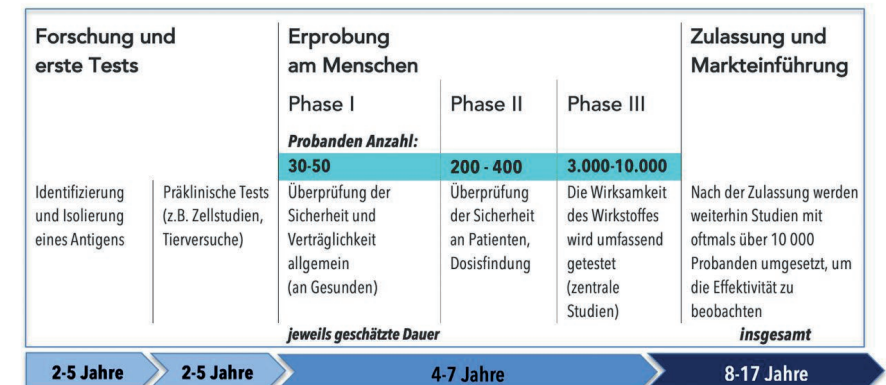 Forschung und
erste Tests
Erprobung
am Menschen
Zulassung und
Markteinführung
Phase I
Phase II
Phase III
Probanden Anzahl:
30-50
200 - 400
3.000-10.000
Identifizierung
und Isolierung
eines Antigens
Präklinische Tests
(z.B. Zellstudien,
Tierversuche)
Überprüfung der
Sicherheit und
Verträglichkeit
allgemein
(an Gesunden)
Überprüfung
der Sicherheit
an Patienten,
Dosisfindung
Die Wirksamkeit
des Wirkstoffes
wird umfassend
getestet
(zentrale
Studien)
Nach der Zulassung werden
weiterhin Studien mit
oftmals über 10 000
Probanden umgesetzt, um
die Effektivität zu
beobachten
jeweils geschätzte Dauer
insgesamt
2-5 Jahre
2-5 Jahre
4-7 Jahre
8-17 Jahre